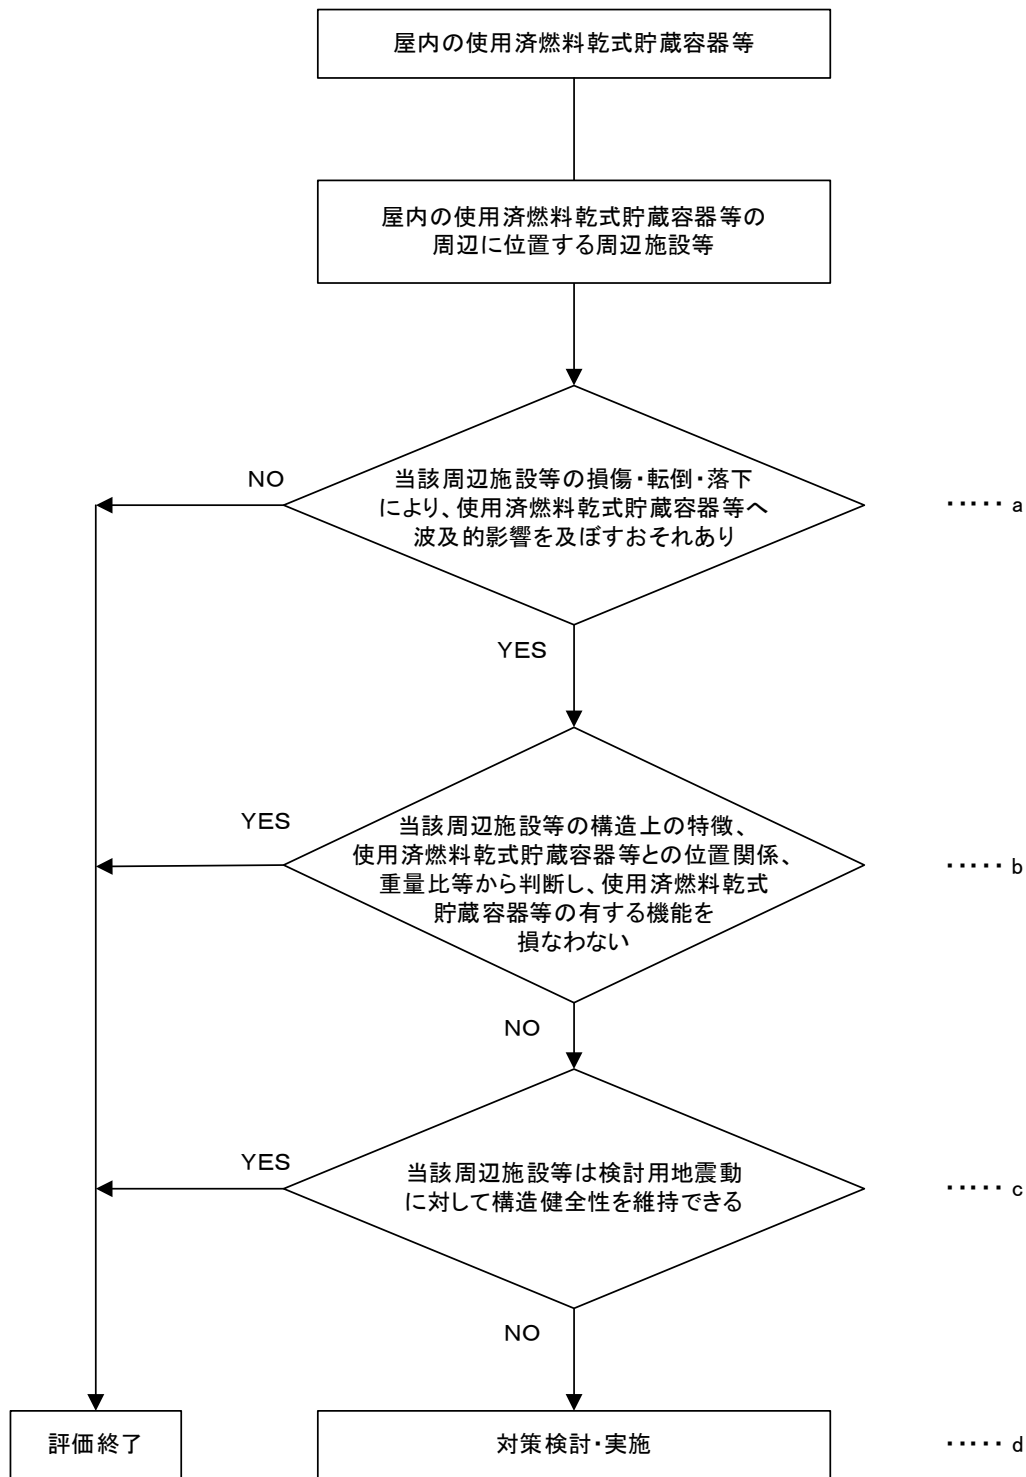 屋内の使用済燃料乾式貯蔵容器等
屋内の使用済燃料乾式貯蔵容器等の
周辺に位置する周辺施設等
NO
当該周辺施設等の損傷・転倒・落下
により、使用済燃料乾式貯蔵容器等へ
波及的影響を及ぼすおそれあり
‥‥‥ a
YES
YES
当該周辺施設等の構造上の特徴、
使用済燃料乾式貯蔵容器等との位置関係、
重量比等から判断し、使用済燃料乾式
貯蔵容器等の有する機能を
損なわない
‥‥‥ b
NO
YES
当該周辺施設等は検討用地震動
に対して構造健全性を維持できる
‥‥‥ c
NO
評価終了
対策検討・実施
‥‥‥ d